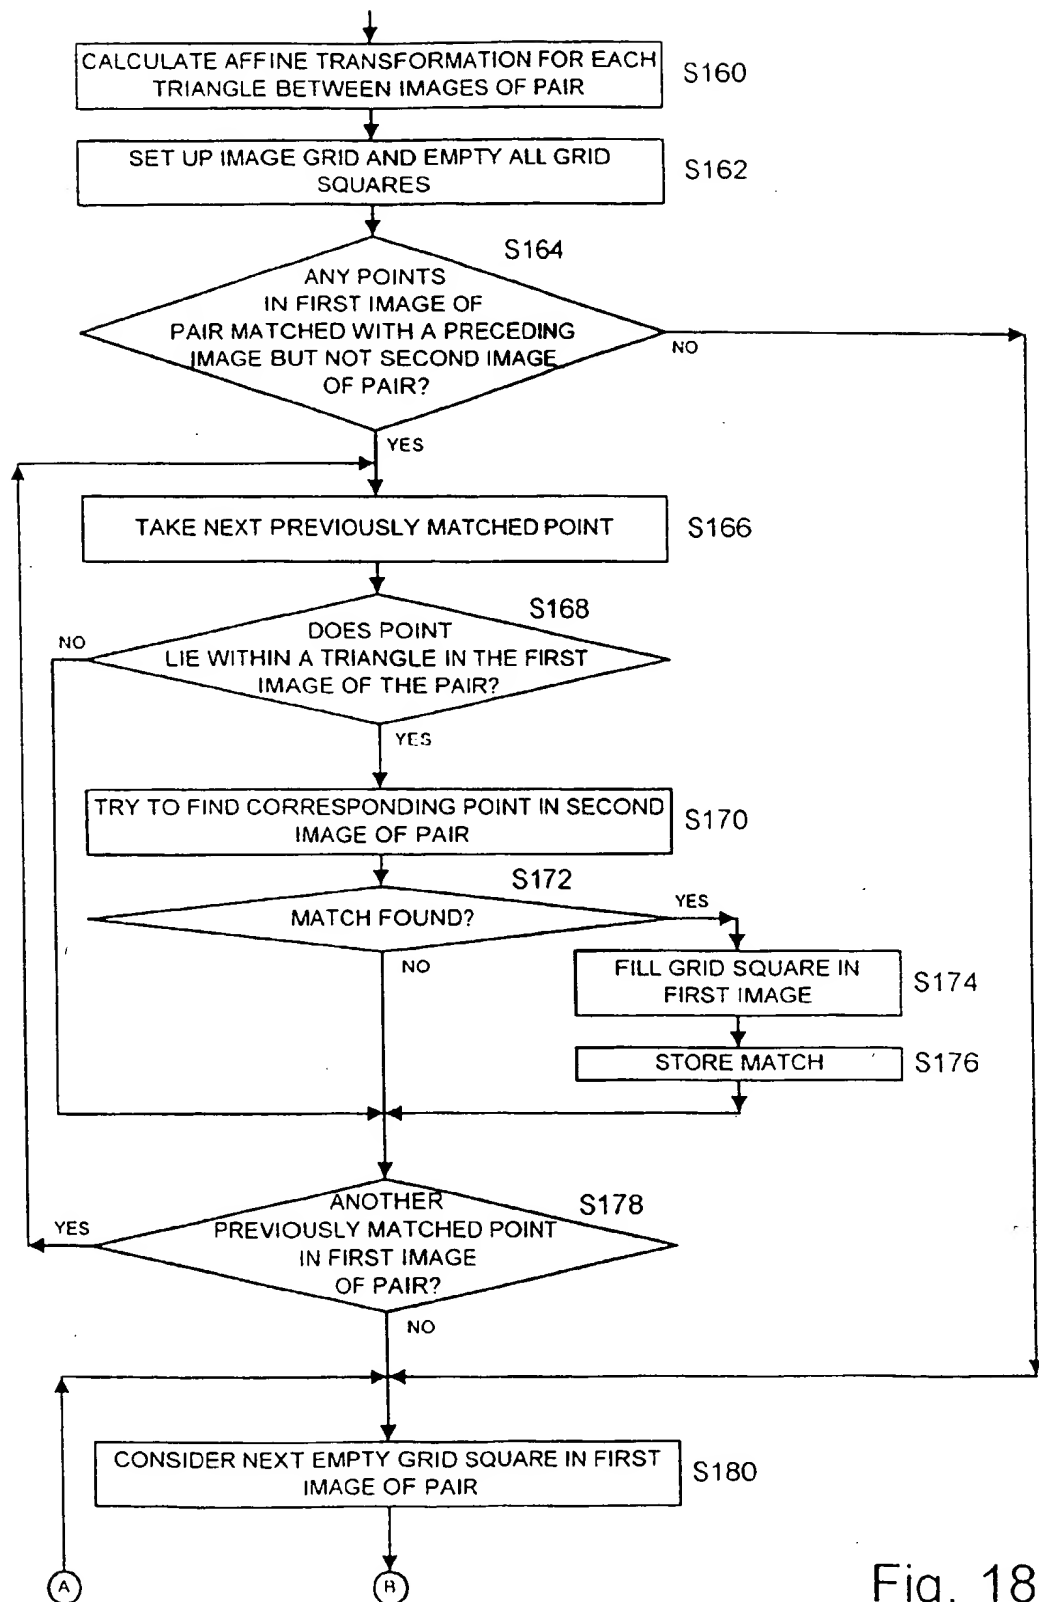 CALCULATE AFFINE TRANSFORMATION FOR EACH
TRIANGLE BETWEEN IMAGES OF PAIR
S160
SET UP IMAGE GRID AND EMPTY ALL GRID
SQUARES
S162
S164
ANY POINTS
IN FIRST IMAGE OF
PAIR MATCHED WITH A PRECEDING
IMAGE BUT NOT SECOND IMAGE
OF PAIR?
NO
YES
TAKE NEXT PREVIOUSLY MATCHED POINT
S166
S168
NO
DOES POINT
LIE WITHIN A TRIANGLE IN THE FIRST
IMAGE OF THE PAIR?
YES
TRY TO FIND CORRESPONDING POINT IN SECOND
IMAGE OF PAIR
S170
S172
MATCH FOUND?
YES
NO
FILL GRID SQUARE IN
FIRST IMAGE
S174
STORE MATCH
S176
S178
ANOTHER
PREVIOUSLY MATCHED POINT
IN FIRST IMAGE
OF PAIR?
YES
NO
CONSIDER NEXT EMPTY GRID SQUARE IN FIRST
IMAGE OF PAIR
S180
A
B
Fig. 18